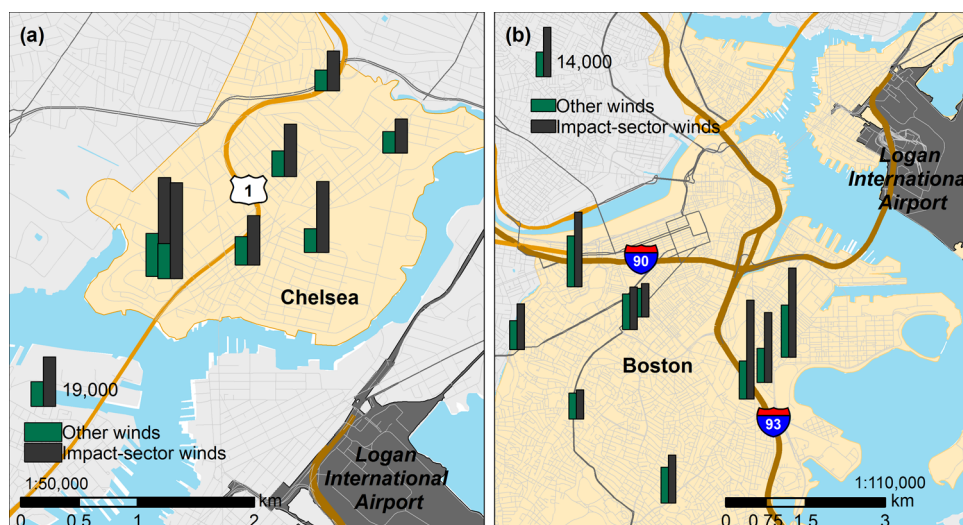 (a)
1
Chelsea
19,000
Other winds
Impact-sector winds
1:50,000
km
0 0.5 1 2
Logan
International
Airport
(b)
14,000
Other winds
Impact-sector winds
Logan
International
Airport
90
Boston
93
1:110,000
km
0 0.75 1.5 3